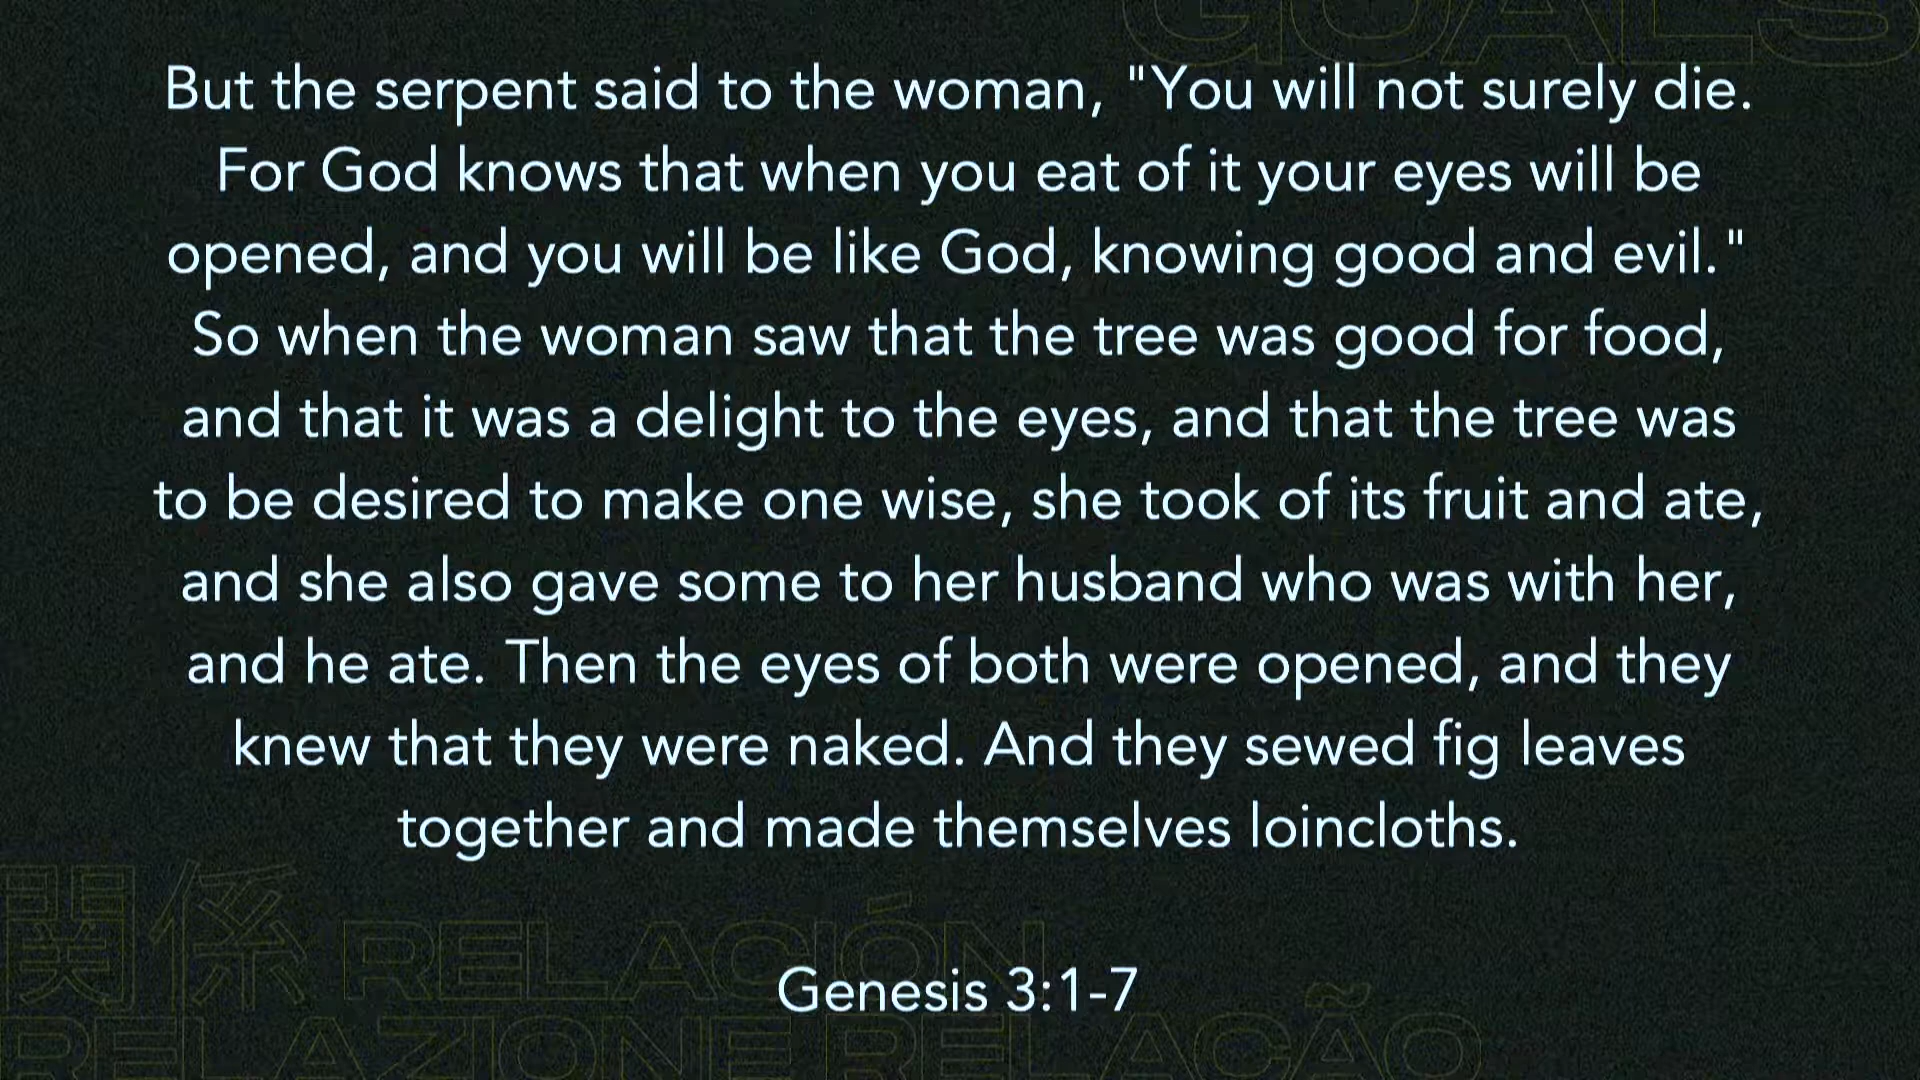 GOALS
But the serpent said to the woman, "You will not surely die.
For God knows that when you eat of it your eyes will be
opened, and you will be like God, knowing good and evil."
So when the woman saw that the tree was good for food,
and that it was a delight to the eyes, and that the tree was
to be desired to make one wise, she took of its fruit and ate,
and she also gave some to her husband who was with her,
and he ate. Then the eyes of both were opened, and they
knew that they were naked. And they sewed fig leaves
together and made themselves loincloths.
関係 RELACIÓN
Genesis 3:1-7
RELAZIONE RELAÇÃO